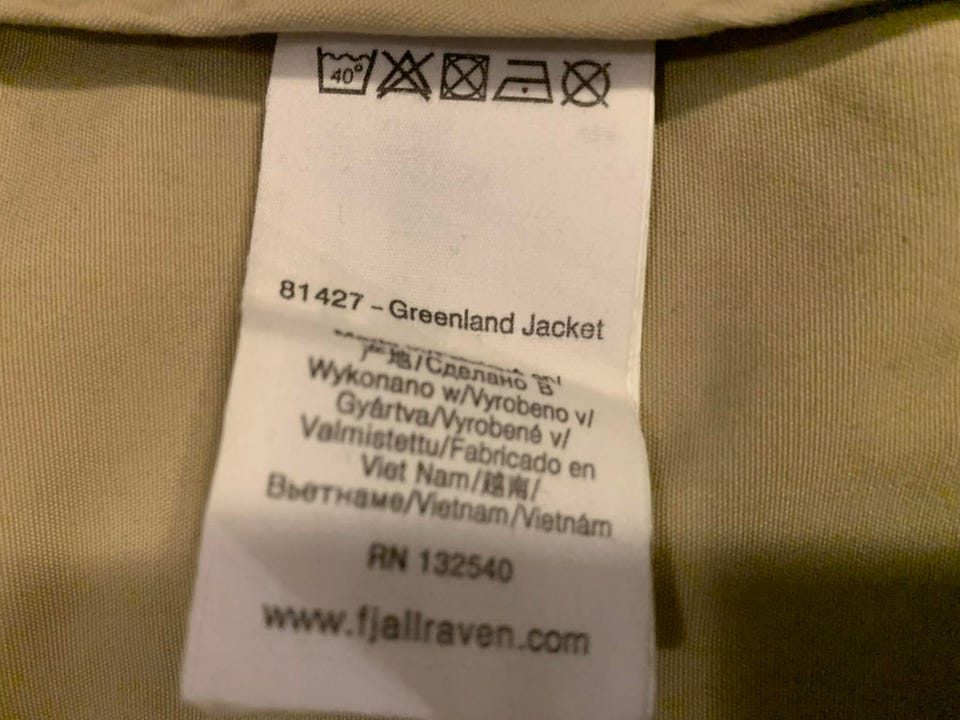 40°
81427 – Greenland Jacket
产地/Сделано в
Wykonano w/Vyrobeno v/
Gyártva/Vyrobené v/
Valmistettu/Fabricado en
Viet Nam/越南/
Вьетнаме/Vietnam/Vietnám
RN 132540
www.fjallraven.com